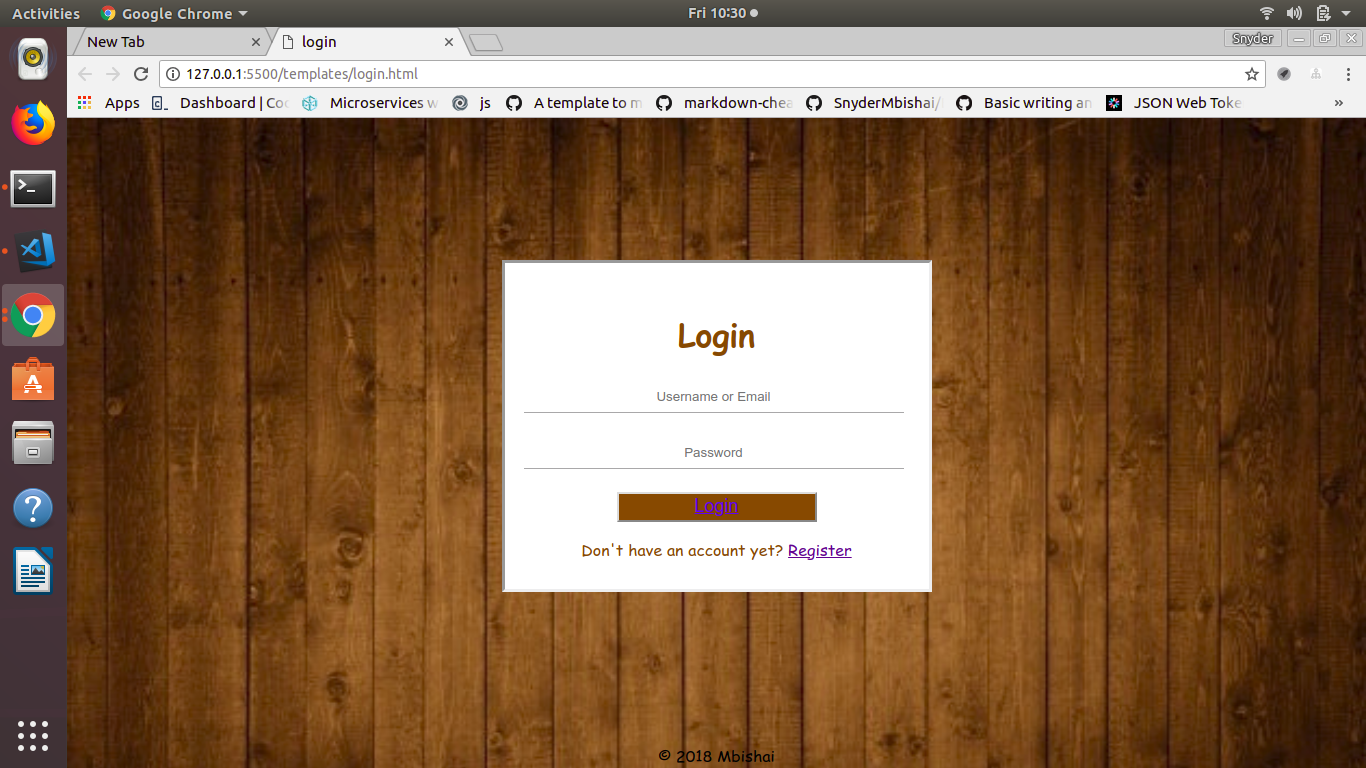 Activities Google Chrome Fri 10:30
New Tab login Snyder
127.0.0.1:5500/templates/login.html
Apps Dashboard | Co Microservices w js A template to m markdown-chea SnyderMbishai/ Basic writing an JSON Web Toke »
Login
Username or Email
Password
Login
Don't have an account yet? Register
© 2018 Mbishai